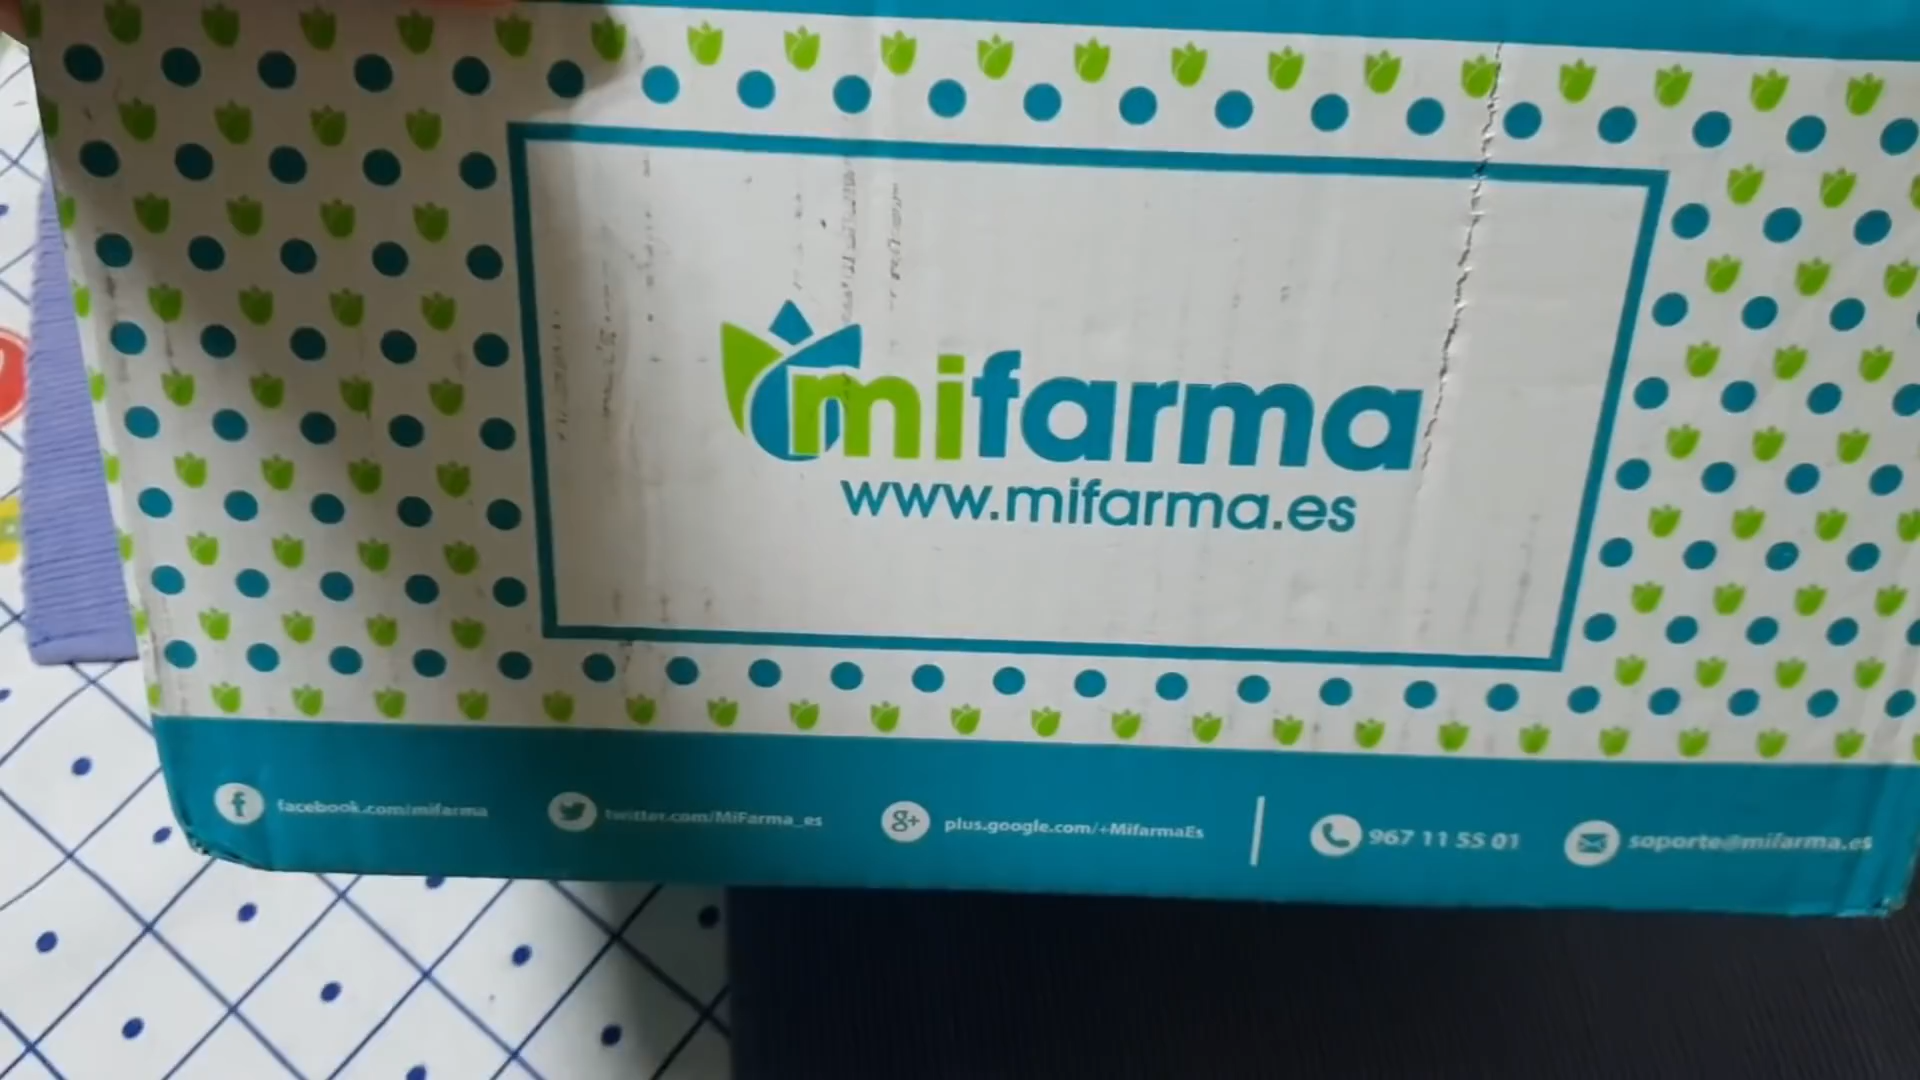 mifarma
www.mifarma.es
facebook.com/mifarma
twitter.com/MiFarma_es
plus.google.com/+MifarmaEs
967 11 55 01
soporte@mifarma.es